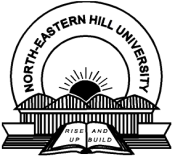 NORTH-EASTERN HILL UNIVERSITY
RISE AND
UP BUILD